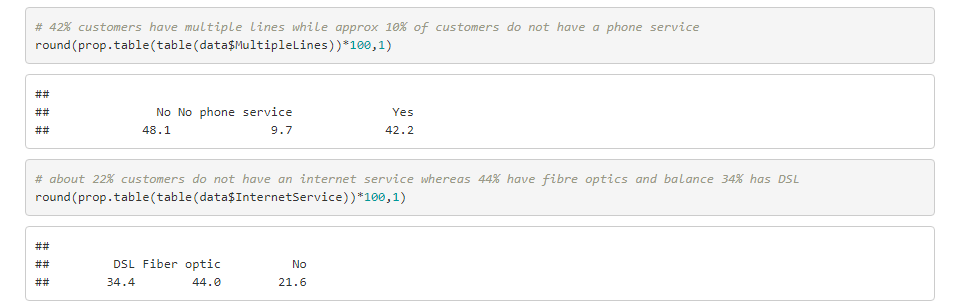 # 42% customers have multiple lines while approx 10% of customers do not have a phone service
round(prop.table(table(data$MultipleLines))*100,1)
##
##               No No phone service              Yes
##             48.1              9.7             42.2
# about 22% customers do not have an internet service whereas 44% have fibre optics and balance 34% has DSL
round(prop.table(table(data$InternetService))*100,1)
##
##         DSL Fiber optic          No
##        34.4        44.0        21.6